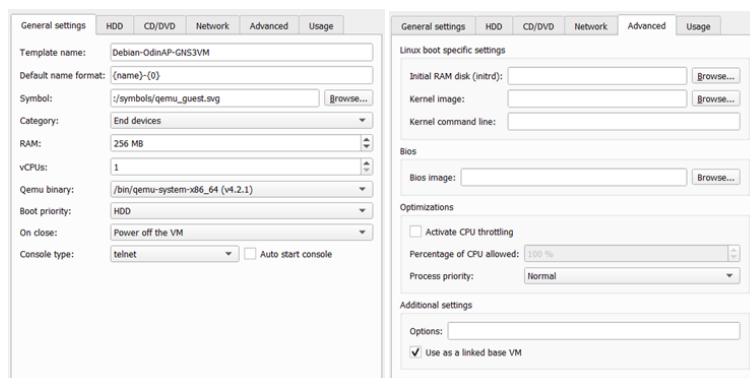 General settings HDD CD/DVD Network Advanced Usage
Template name: Debian-OdinAP-GNS3VM
Default name format: {name}-{0}
Symbol: :/symbols/qemu_guest.svg Browse...
Category: End devices
RAM: 256 MB
vCPUs: 1
Qemu binary: /bin/qemu-system-x86_64 (v4.2.1)
Boot priority: HDD
On close: Power off the VM
Console type: telnet Auto start console
General settings HDD CD/DVD Network Advanced Usage
Linux boot specific settings
Initial RAM disk (initrd): Browse...
Kernel image: Browse...
Kernel command line:
Bios
Bios image: Browse...
Optimizations
Activate CPU throttling
Percentage of CPU allowed: 100 %
Process priority: Normal
Additional settings
Options:
Use as a linked base VM